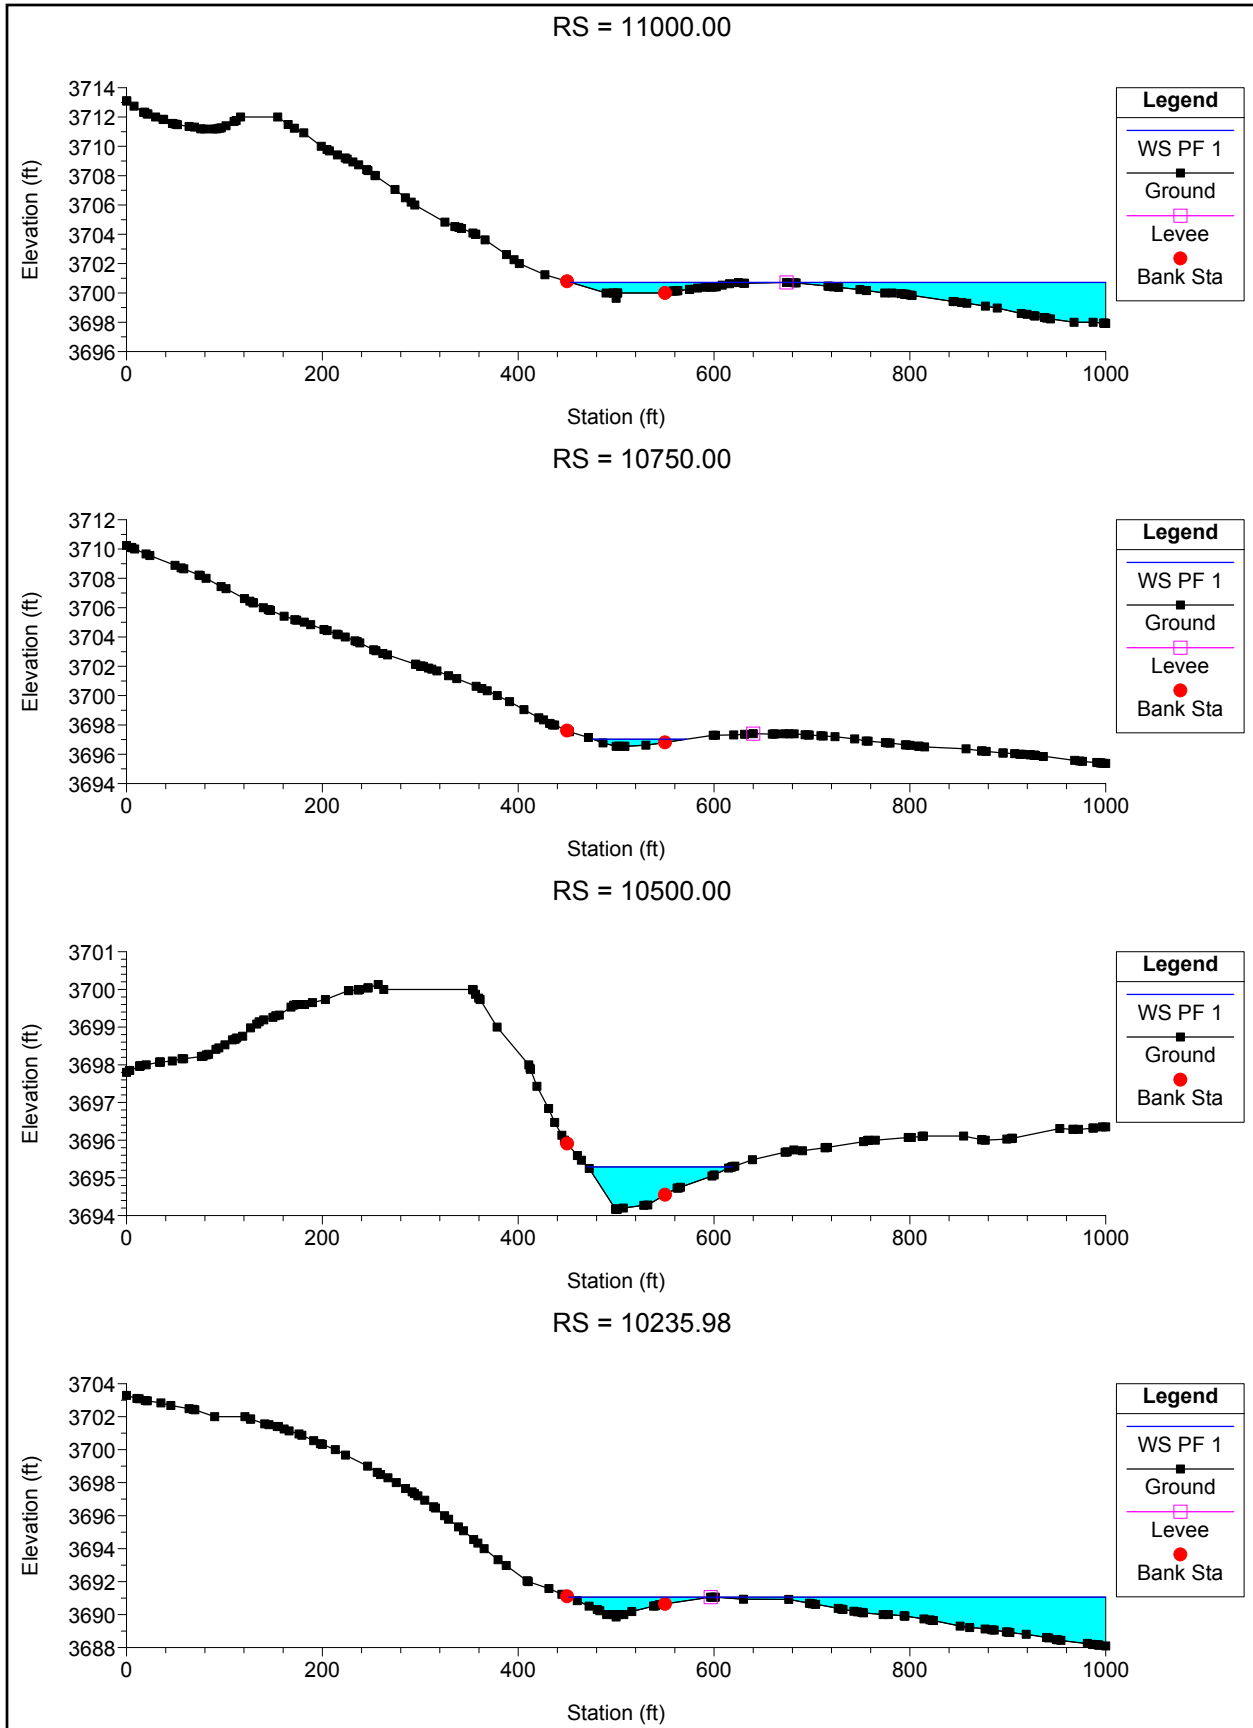 RS = 11000.00
Elevation (ft)
3714
3712
3710
3708
3706
3704
3702
3700
3698
3696
0 200 400 600 800 1000
Station (ft)
Legend
WS PF 1
Ground
Levee
Bank Sta
RS = 10750.00
Elevation (ft)
3712
3710
3708
3706
3704
3702
3700
3698
3696
3694
0 200 400 600 800 1000
Station (ft)
Legend
WS PF 1
Ground
Levee
Bank Sta
RS = 10500.00
Elevation (ft)
3701
3700
3699
3698
3697
3696
3695
3694
0 200 400 600 800 1000
Station (ft)
Legend
WS PF 1
Ground
Bank Sta
RS = 10235.98
Elevation (ft)
3704
3702
3700
3698
3696
3694
3692
3690
3688
0 200 400 600 800 1000
Station (ft)
Legend
WS PF 1
Ground
Levee
Bank Sta